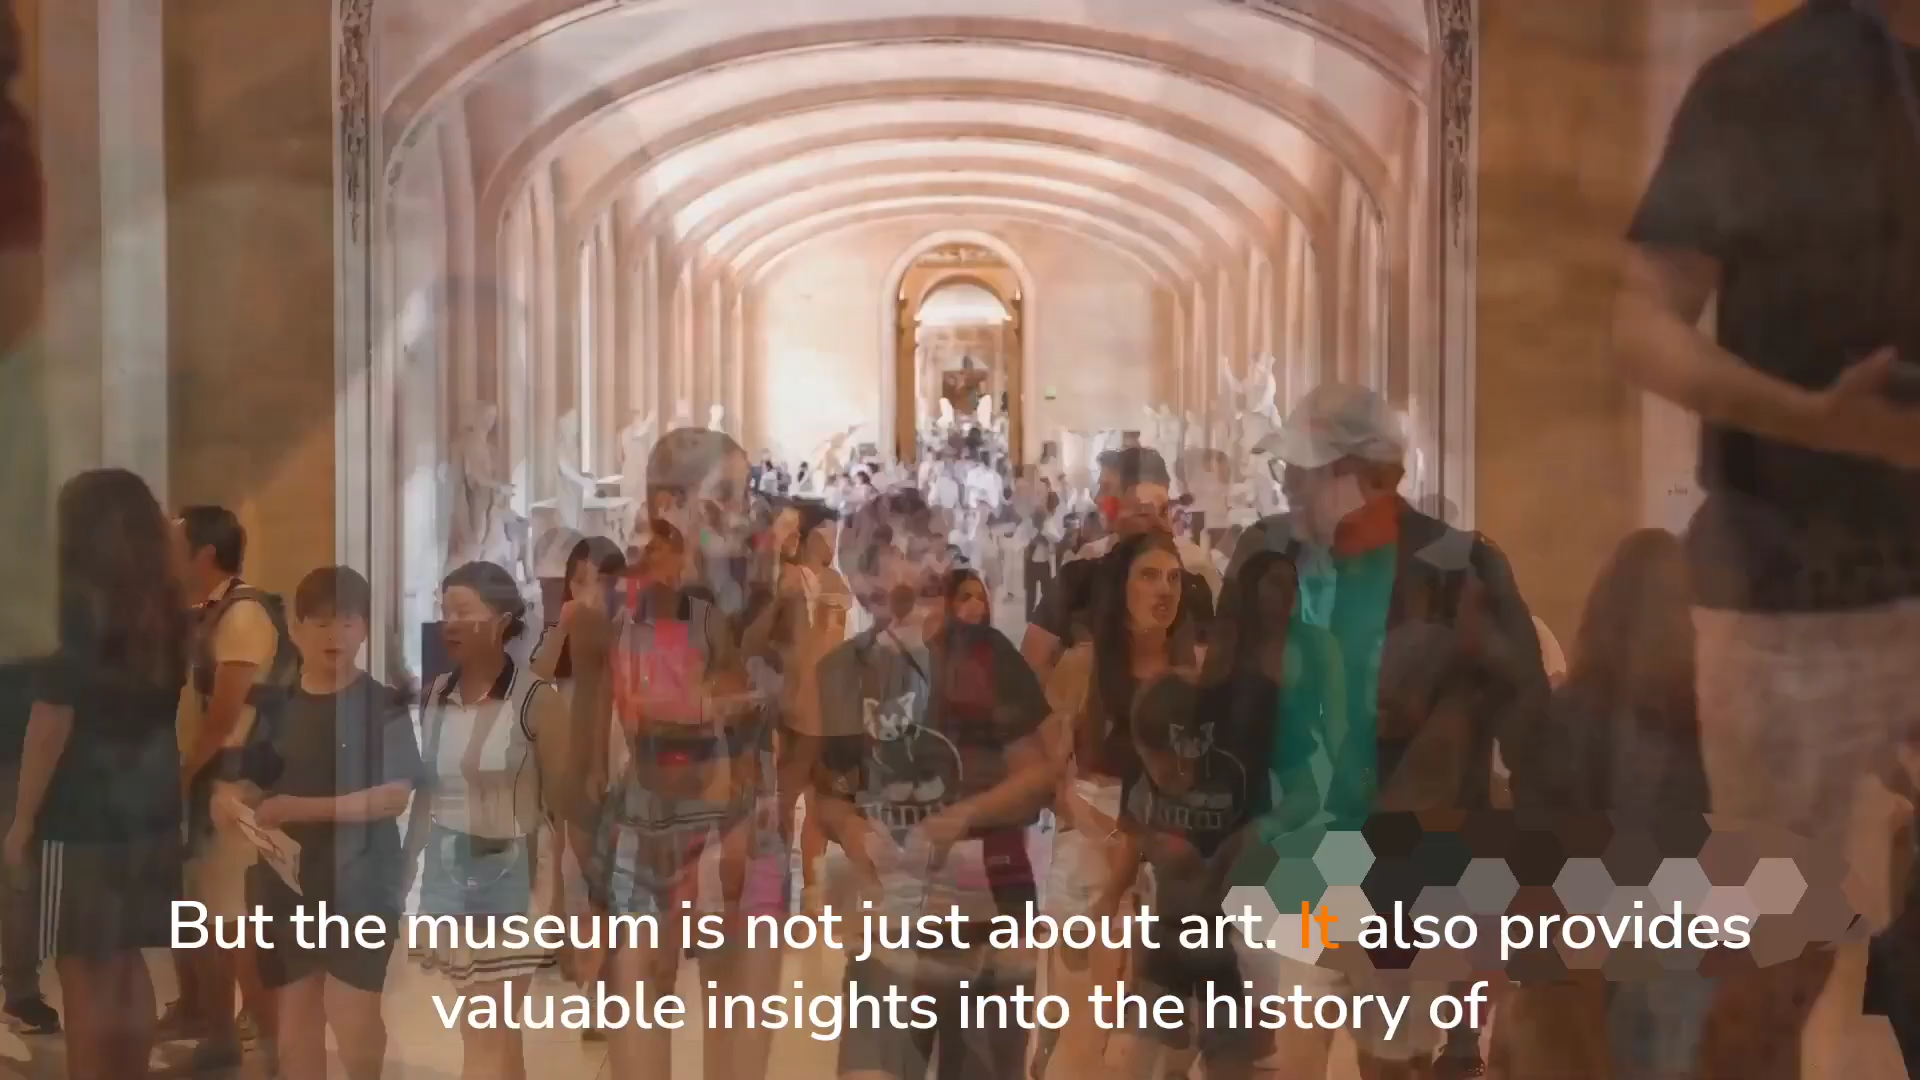 But the museum is not just about art. It also provides
valuable insights into the history of